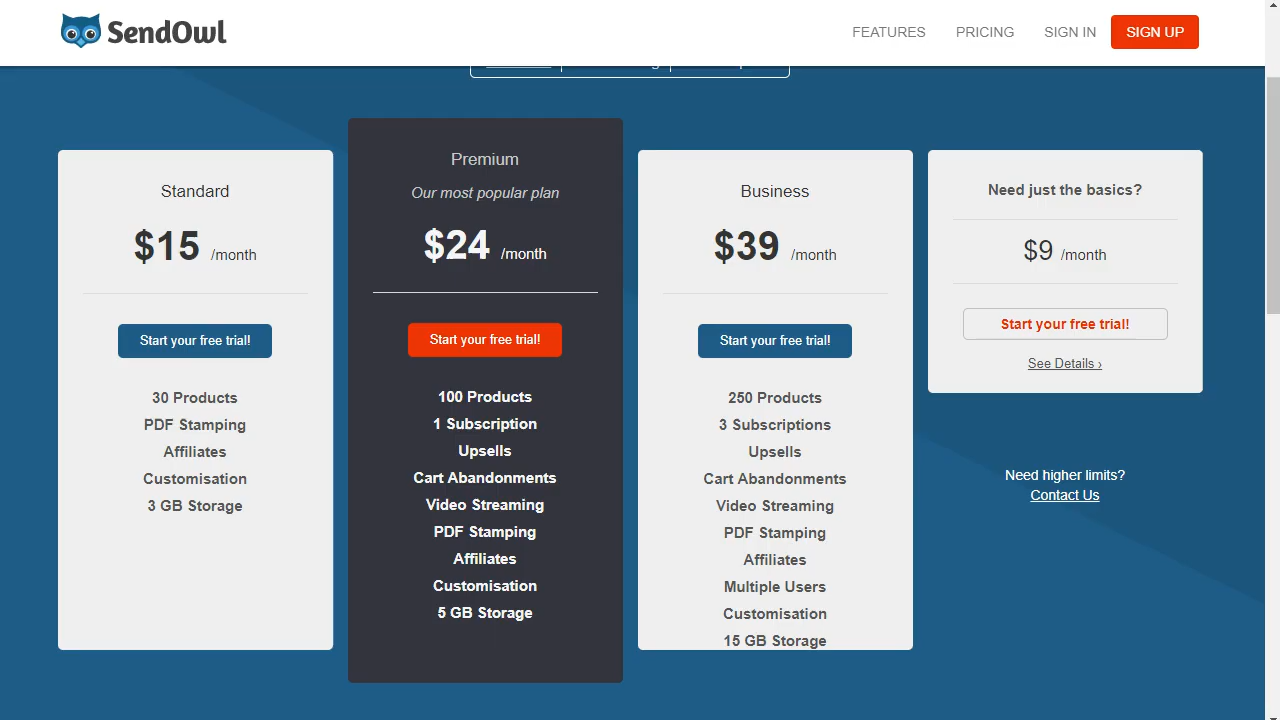 SendOwl
FEATURES
PRICING
SIGN IN
SIGN UP
Standard
$15 /month
Start your free trial!
30 Products
PDF Stamping
Affiliates
Customisation
3 GB Storage
Premium
Our most popular plan
$24 /month
Start your free trial!
100 Products
1 Subscription
Upsells
Cart Abandonments
Video Streaming
PDF Stamping
Affiliates
Customisation
5 GB Storage
Business
$39 /month
Start your free trial!
250 Products
3 Subscriptions
Upsells
Cart Abandonments
Video Streaming
PDF Stamping
Affiliates
Multiple Users
Customisation
15 GB Storage
Need just the basics?
$9 /month
Start your free trial!
See Details ›
Need higher limits?
Contact Us